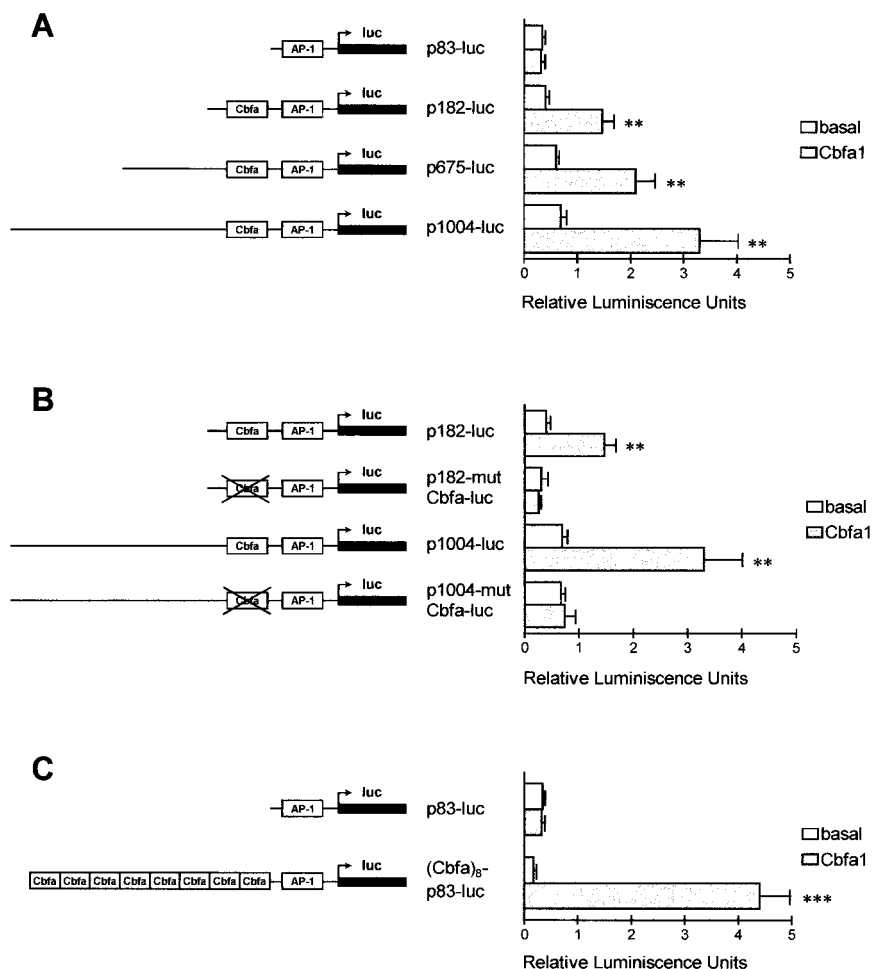 A
AP-1
luc
p83-luc
Cbfa
AP-1
luc
p182-luc
**
Cbfa
AP-1
luc
p675-luc
**
Cbfa
AP-1
luc
p1004-luc
**
basal
Cbfa1
0 1 2 3 4 5
Relative Luminiscence Units
B
Cbfa
AP-1
luc
p182-luc
**
Cbfa
AP-1
luc
p182-mut
Cbfa-luc
Cbfa
AP-1
luc
p1004-luc
**
Cbfa
AP-1
luc
p1004-mut
Cbfa-luc
basal
Cbfa1
0 1 2 3 4 5
Relative Luminiscence Units
C
AP-1
luc
p83-luc
Cbfa Cbfa Cbfa Cbfa Cbfa Cbfa Cbfa Cbfa
AP-1
luc
(Cbfa)8-
p83-luc
***
basal
Cbfa1
0 1 2 3 4 5
Relative Luminiscence Units